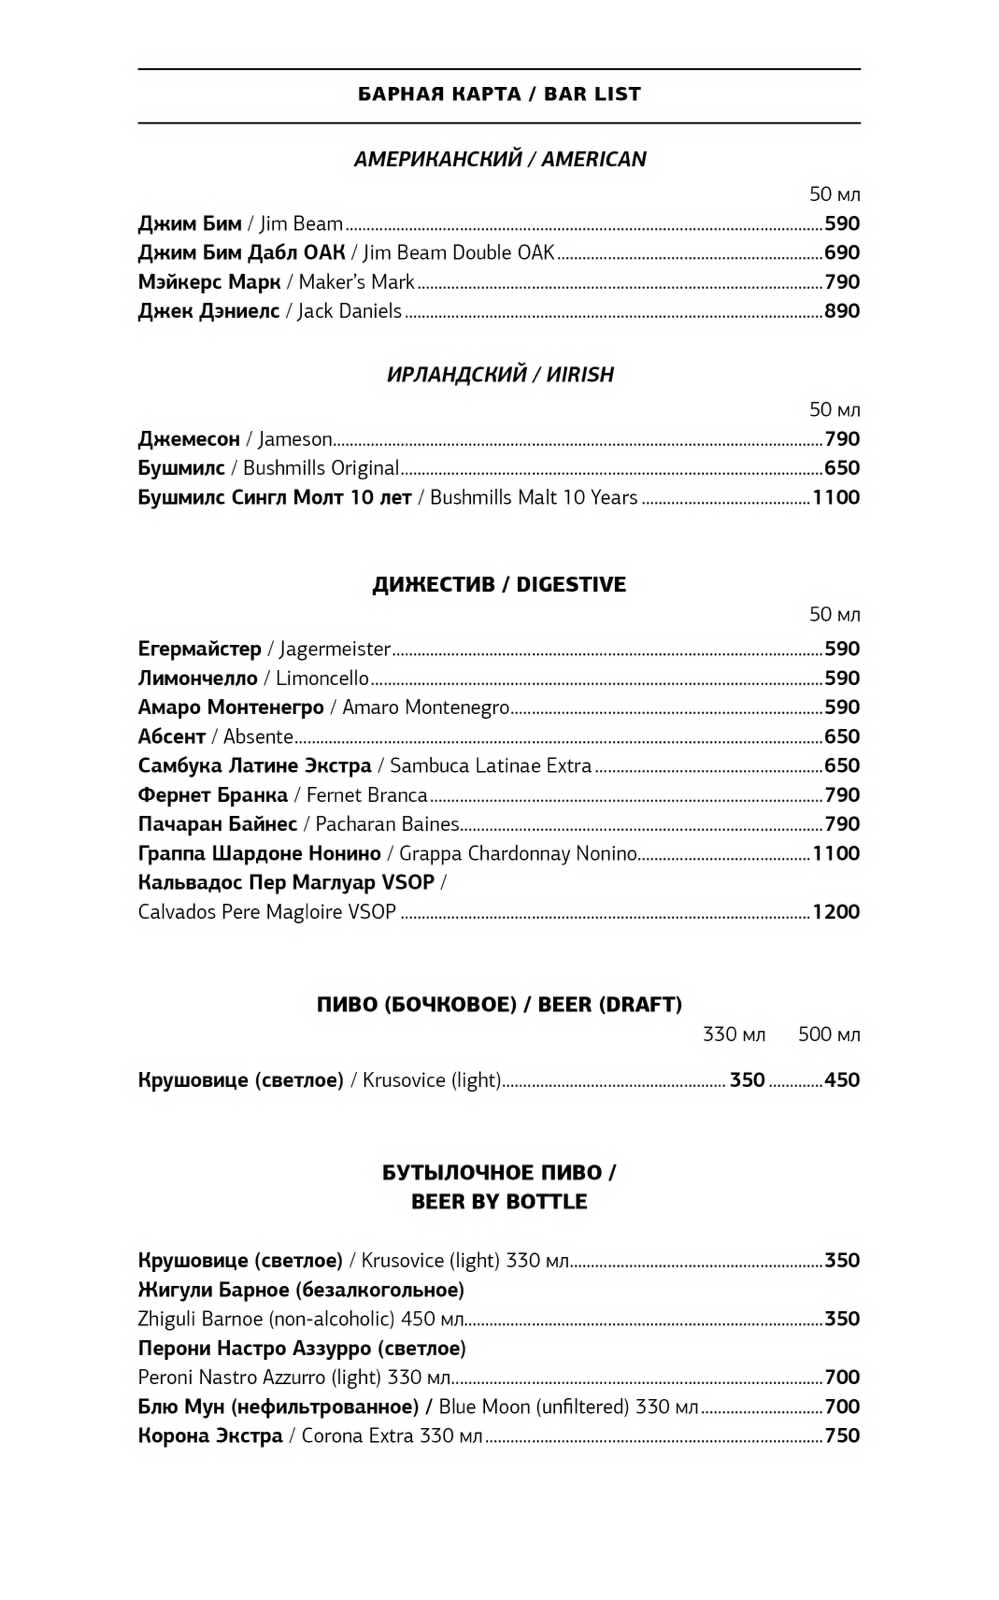 БАРНАЯ КАРТА / BAR LIST
АМЕРИКАНСКИЙ / AMERICAN
50 мл
Джим Бим / Jim Beam 590
Джим Бим Дабл ОАК / Jim Beam Double OAK 690
Мэйкерс Марк / Maker's Mark 790
Джек Дэниелс / Jack Daniels 890
ИРЛАНДСКИЙ / ИIRISH
50 мл
Джемесон / Jameson 790
Бушмилс / Bushmills Original 650
Бушмилс Сингл Молт 10 лет / Bushmills Malt 10 Years 1100
ДИЖЕСТИВ / DIGESTIVE
50 мл
Егермайстер / Jagermeister 590
Лимончелло / Limoncello 590
Амаро Монтенегро / Amaro Montenegro 590
Абсент / Absente 650
Самбука Латине Экстра / Sambuca Latinae Extra 650
Фернет Бранка / Fernet Branca 790
Пачаран Байнес / Pacharan Baines 790
Граппа Шардоне Нонино / Grappa Chardonnay Nonino 1100
Кальвадос Пер Маглуар VSOP /
Calvados Pere Magloire VSOP 1200
ПИВО (БОЧКОВОЕ) / BEER (DRAFT)
330 мл 500 мл
Крушовице (светлое) / Krusovice (light) 350 450
БУТЫЛОЧНОЕ ПИВО /
BEER BY BOTTLE
Крушовице (светлое) / Krusovice (light) 330 мл 350
Жигули Барное (безалкогольное)
Zhiguli Barnoe (non-alcoholic) 450 мл 350
Перони Настро Аззурро (светлое)
Peroni Nastro Azzurro (light) 330 мл 700
Блю Мун (нефильтрованное) / Blue Moon (unfiltered) 330 мл 700
Корона Экстра / Corona Extra 330 мл 750